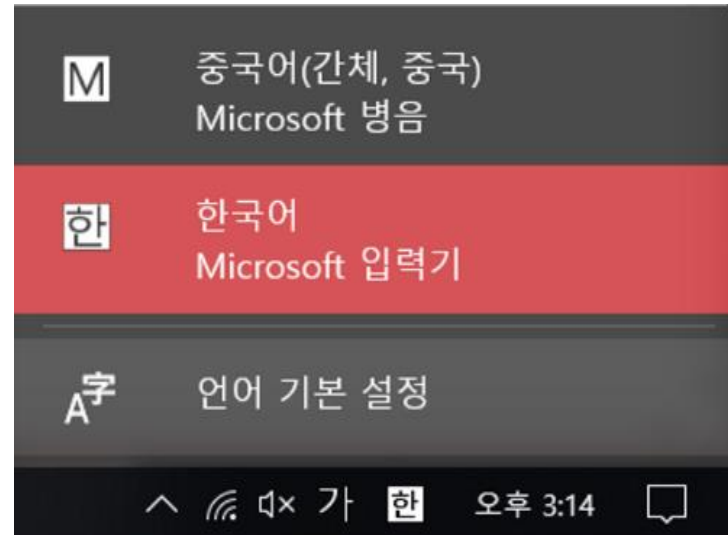 M
중국어(간체, 중국)
Microsoft 병음
한
한국어
Microsoft 입력기
A字
언어 기본 설정
가 한 오후 3:14